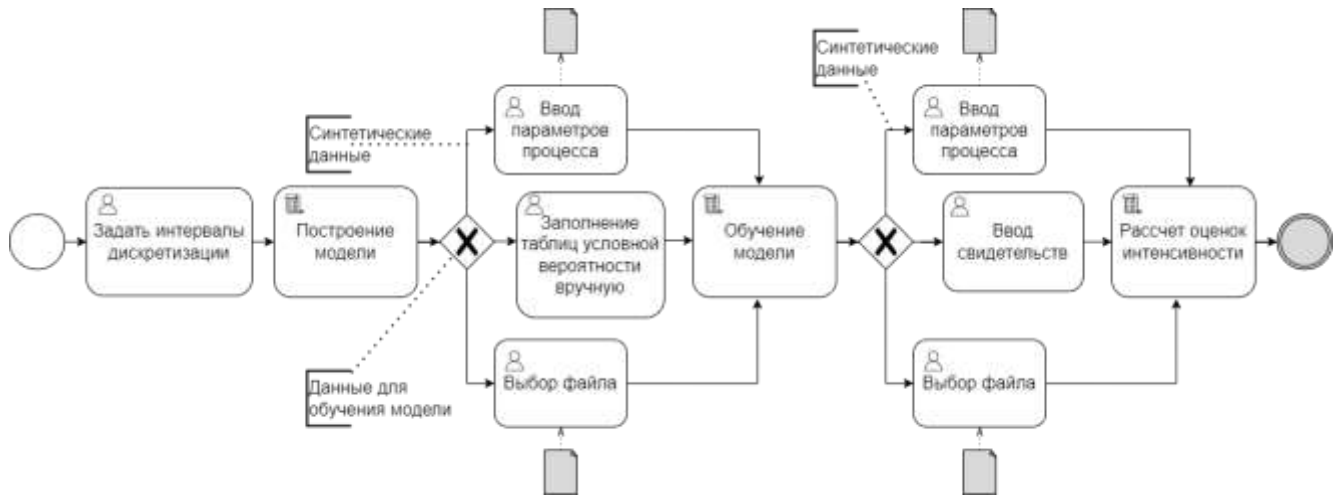 Синтетические
данные
Ввод
параметров
процесса
Синтетические
данные
Ввод
параметров
процесса
Задать интервалы
дискретизации
Построение
модели
Заполнение
таблиц условной
вероятности
вручную
Обучение
модели
Ввод
свидетельств
Рассчет оценок
интенсивности
Данные для
обучения модели
Выбор файла
Выбор файла